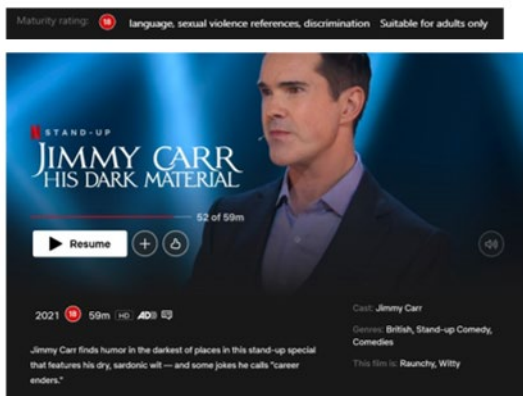 Maturity rating: 18 language, sexual violence references, discrimination Suitable for adults only
N STAND-UP
JIMMY CARR
HIS DARK MATERIAL
52 of 59m
Resume
2021 18 59m HD AD
Jimmy Carr finds humor in the darkest of places in this stand-up special
that features his dry, sardonic wit — and some jokes he calls "career
enders."
Cast: Jimmy Carr
Genres: British, Stand-up Comedy,
Comedies
This film is: Raunchy, Witty